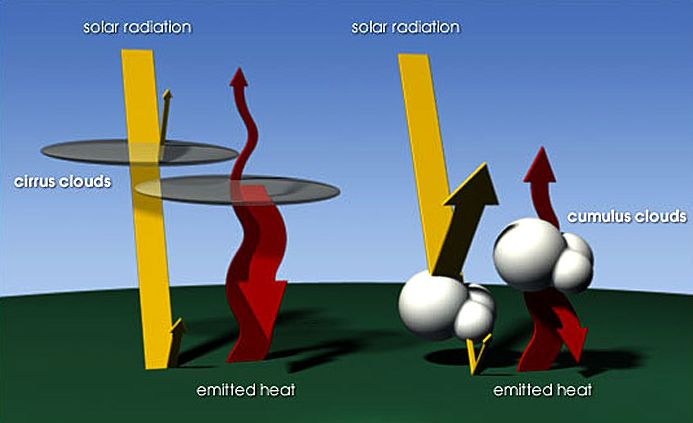 solar radiation
solar radiation
cirrus clouds
cumulus clouds
emitted heat
emitted heat